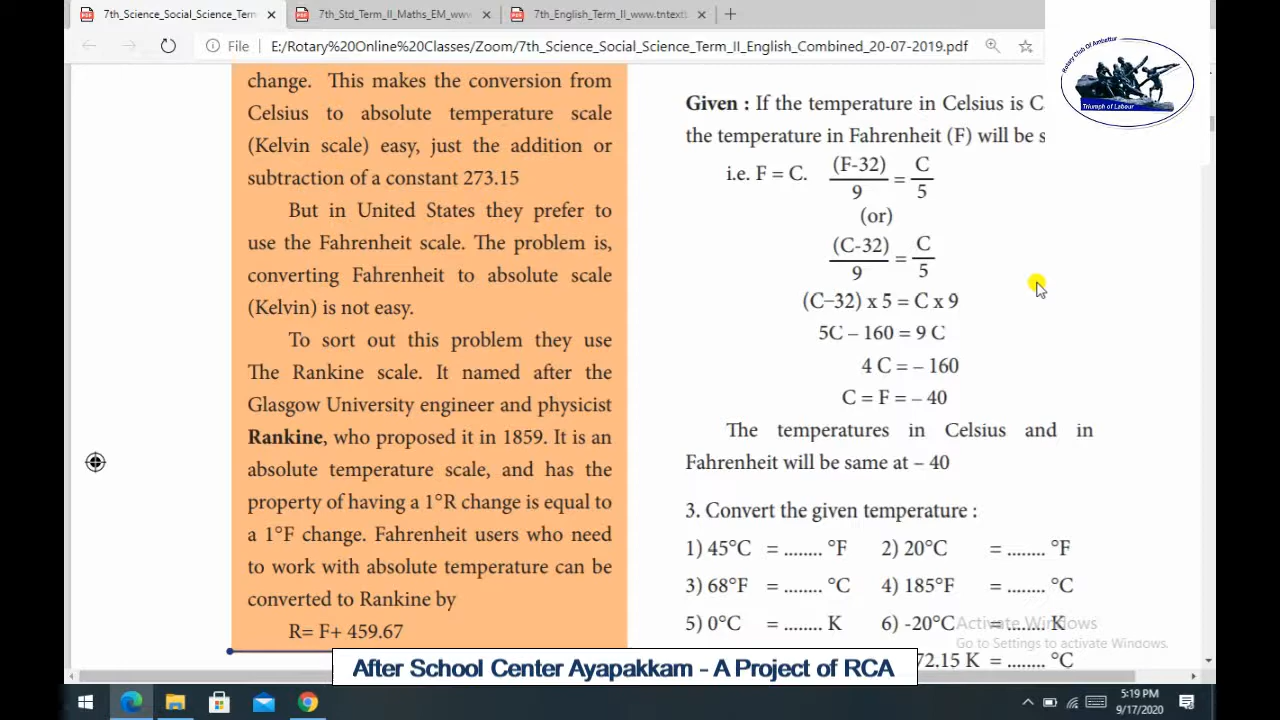 7th_Science_Social_Science_Tern
7th_Std_Term_II_Maths_EM_www
7th_English_Term_II_www.tntext
File
E:/Rotary%20Online%20Classes/Zoom/7th_Science_Social_Science_Term_II_English_Combined_20-07-2019.pdf
Rotary Club Of Ambattur
Triumph of Labour
change. This makes the conversion from
Celsius to absolute temperature scale
(Kelvin scale) easy, just the addition or
subtraction of a constant 273.15
But in United States they prefer to
use the Fahrenheit scale. The problem is,
converting Fahrenheit to absolute scale
(Kelvin) is not easy.
To sort out this problem they use
The Rankine scale. It named after the
Glasgow University engineer and physicist
Rankine, who proposed it in 1859. It is an
absolute temperature scale, and has the
property of having a 1°R change is equal to
a 1°F change. Fahrenheit users who need
to work with absolute temperature can be
converted to Rankine by
R= F+ 459.67
Given : If the temperature in Celsius is C
the temperature in Fahrenheit (F) will be s
i.e. F = C. (F-32)/9 = C/5
(or)
(C-32)/9 = C/5
(C−32) x 5 = C x 9
5C – 160 = 9 C
4 C = – 160
C = F = – 40
The temperatures in Celsius and in
Fahrenheit will be same at – 40
3. Convert the given temperature :
1) 45°C = ........ °F 2) 20°C = ........ °F
3) 68°F = ........ °C 4) 185°F = ........ °C
5) 0°C = ........ K 6) -20°C = ........ K
72.15 K = ........ °C
Activate Windows
Go to Settings to activate Windows.
After School Center Ayapakkam - A Project of RCA
5:19 PM
9/17/2020